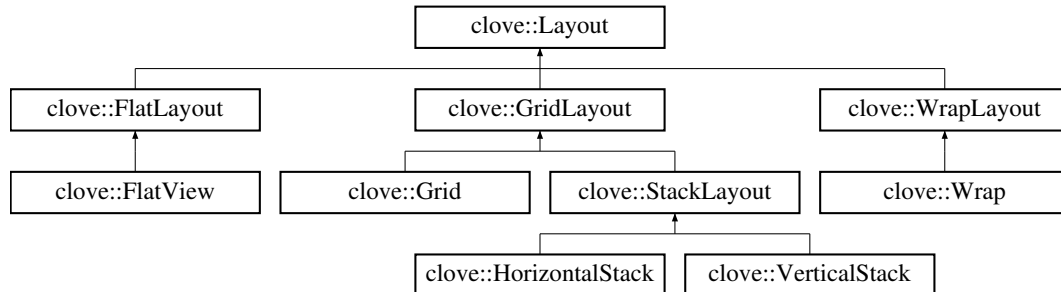 clove::Layout
clove::FlatLayout
clove::GridLayout
clove::WrapLayout
clove::FlatView
clove::Grid
clove::StackLayout
clove::Wrap
clove::HorizontalStack
clove::VerticalStack